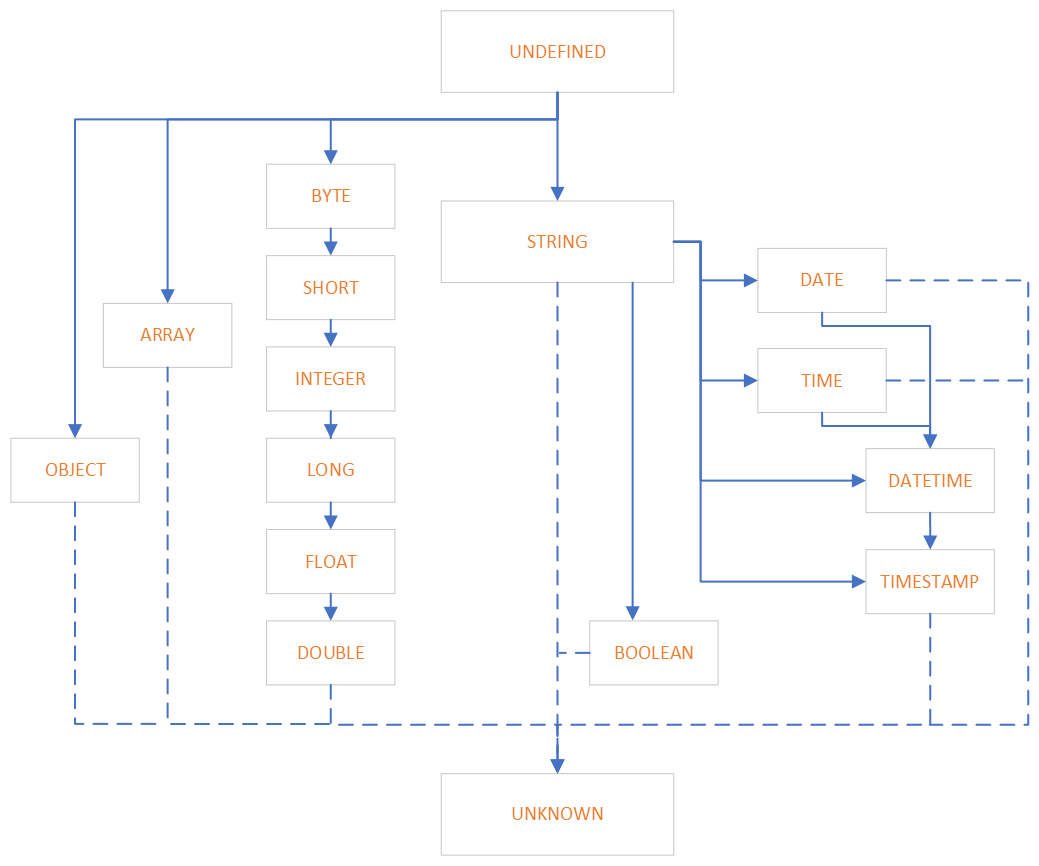 UNDEFINED
BYTE
STRING
SHORT
DATE
ARRAY
INTEGER
TIME
OBJECT
LONG
DATETIME
FLOAT
TIMESTAMP
DOUBLE
BOOLEAN
UNKNOWN